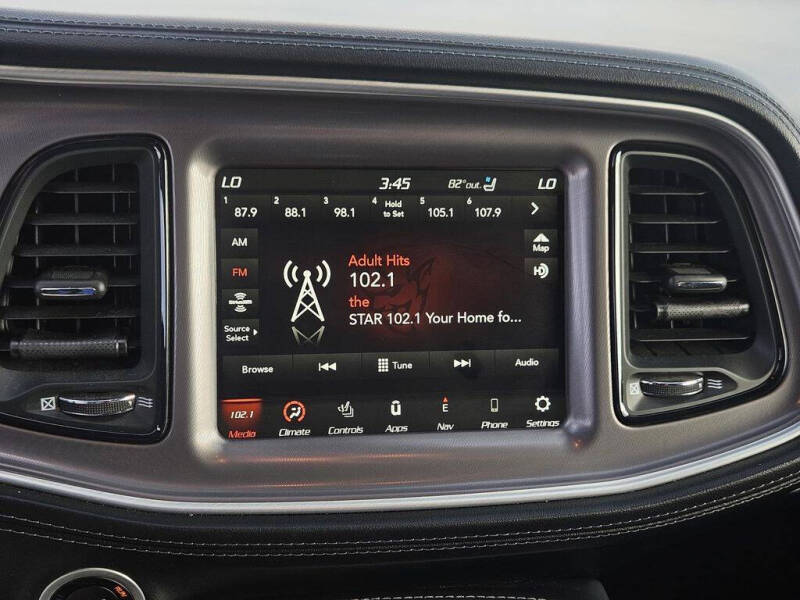 LO 3:45 82°out. LO
1 87.9 2 88.1 3 98.1 4 Hold to Set 5 105.1 6 107.9
AM
Map
FM
HD
Adult Hits
102.1
the
STAR 102.1 Your Home fo...
Source
Select
Browse Tune Audio
102.1
Media Climate Controls Apps E Nav Phone Settings
RUN